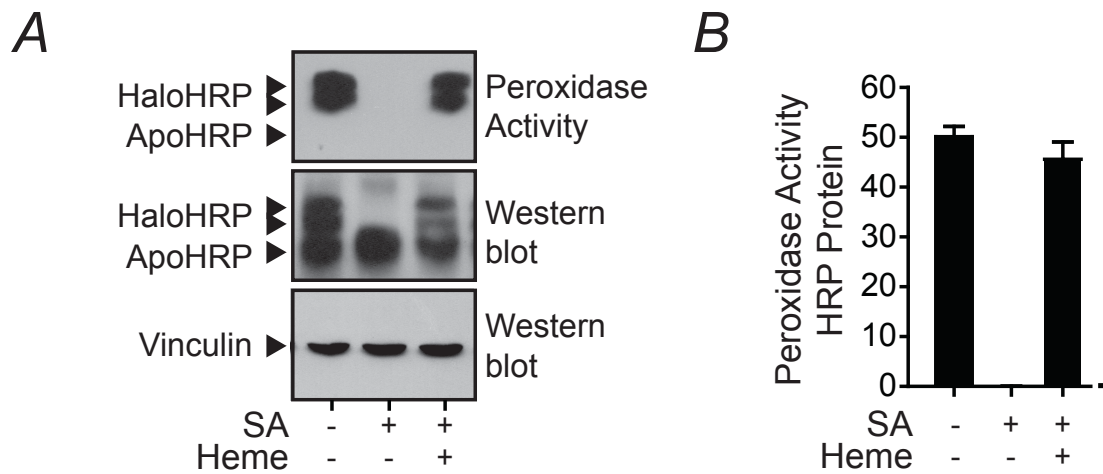 A
HaloHRP
ApoHRP
Peroxidase
Activity
HaloHRP
ApoHRP
Western
blot
Vinculin
Western
blot
SA - + +
Heme - - +
B
Peroxidase Activity
HRP Protein
60
50
40
30
20
10
0
SA - + +
Heme - - +